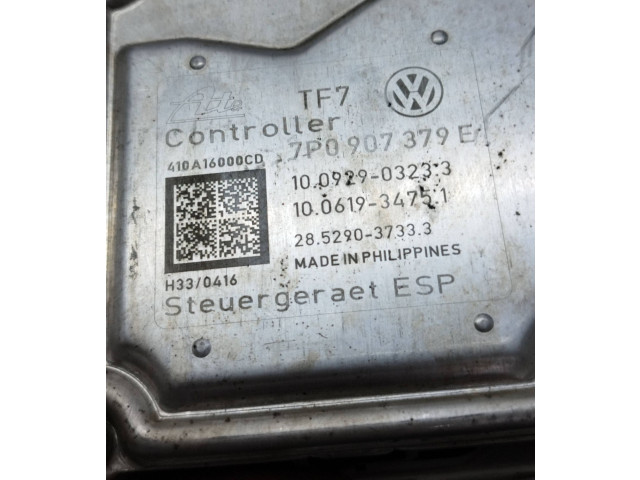 Ate TF7
Controller
7P0 907 379 E
410A16000CD
10.0929-0323.3
10.0619-3475.1
28.5290-3733.3
MADE IN PHILIPPINES
H33/0416
Steuergeraet ESP